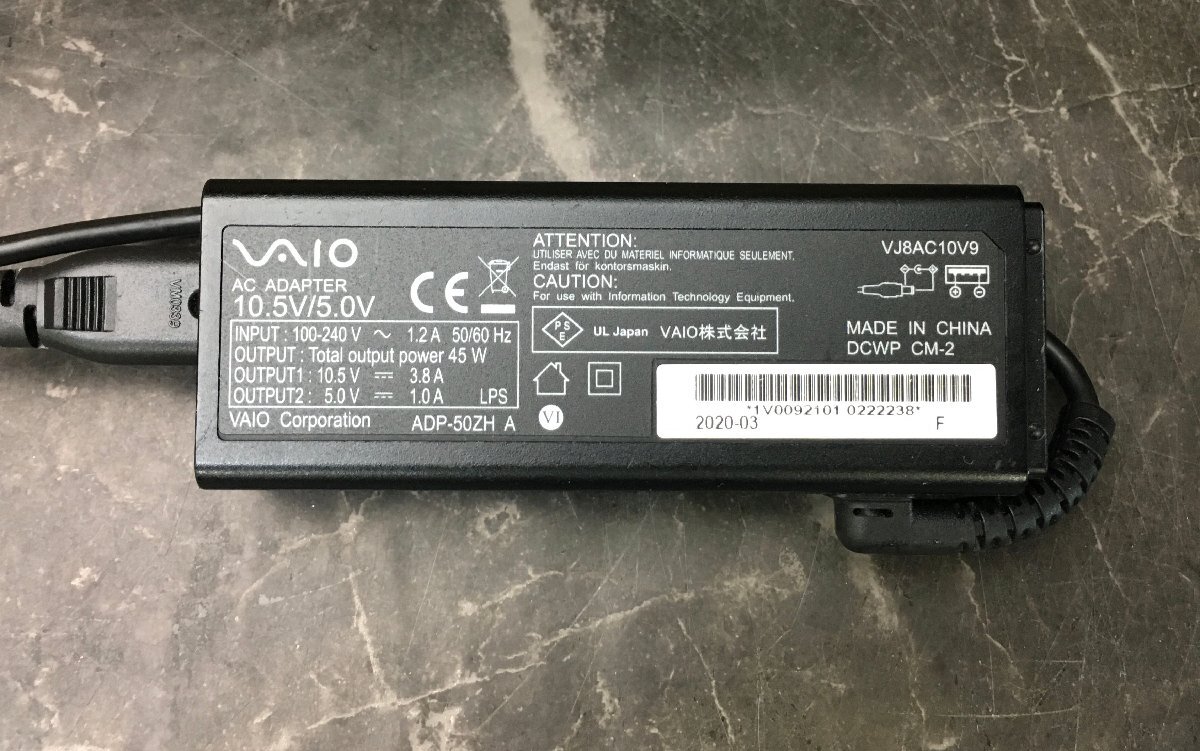 VAIO
AC ADAPTER
10.5V/5.0V
INPUT : 100-240 V ～ 1.2 A 50/60 Hz
OUTPUT : Total output power 45 W
OUTPUT1 : 10.5 V ⎓ 3.8 A
OUTPUT2 : 5.0 V ⎓ 1.0 A LPS
VAIO Corporation ADP-50ZH A
CE
ATTENTION:
UTILISER AVEC DU MATERIEL INFORMATIQUE SEULEMENT.
Endast för kontorsmaskin.
CAUTION:
For use with Information Technology Equipment.
PSE UL Japan VAIO株式会社
VI
VJ8AC10V9
MADE IN CHINA
DCWP CM-2
*1V0092101 0222238*
2020-03 F